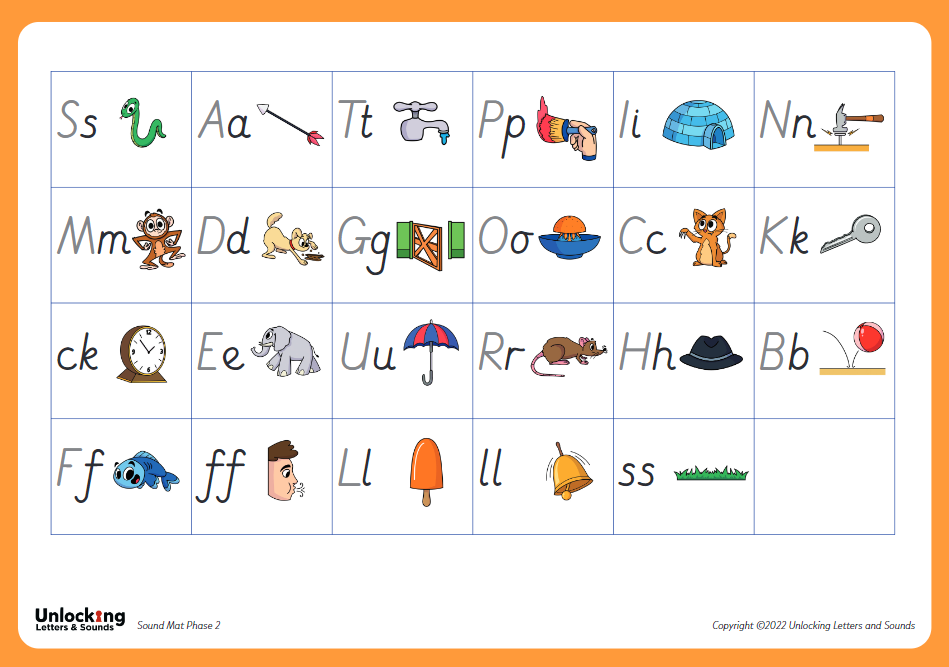 Ss Aa Tt Pp Ii Nn
Mm Dd Gg Oo Cc Kk
ck Ee Uu Rr Hh Bb
Ff ff Ll ll ss
Unlocking
Letters & Sounds
Sound Mat Phase 2
Copyright ©2022 Unlocking Letters and Sounds